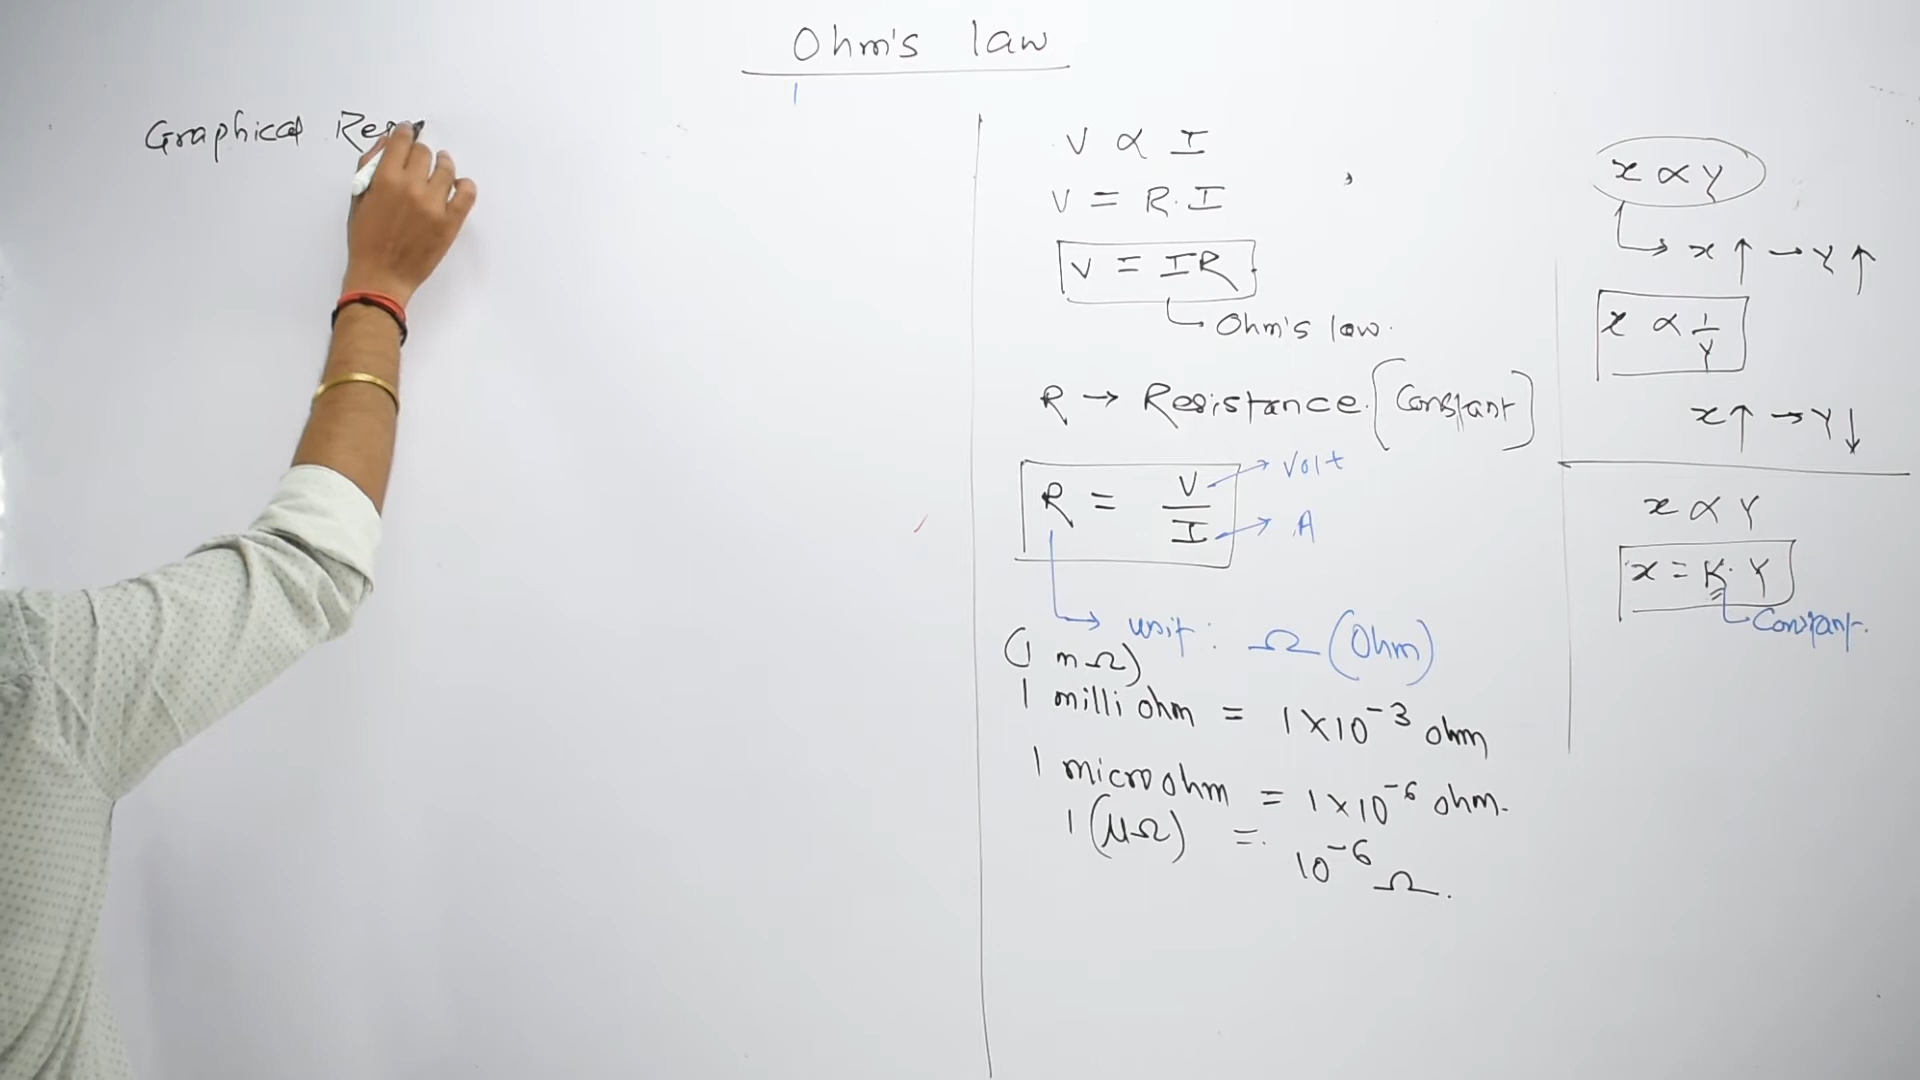 Ohm's law
Graphical
V ∝ I
V = R.I
V = IR
Ohm's law.
R → Resistance. [Constant]
R = V/I
→ Volt
→ A
→ unit: Ω (Ohm)
(1 mΩ)
1 milli ohm = 1×10⁻³ ohm
1 micro ohm = 1×10⁻⁶ ohm.
1 (μΩ) = 10⁻⁶ Ω.
x ∝ Y
→ x ↑ → Y ↑
x ∝ 1/Y
x ↑ → Y ↓
x ∝ Y
x = K. Y
Constant.